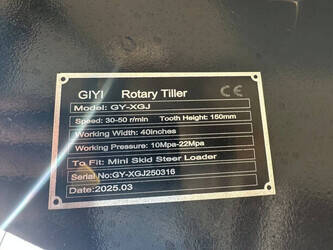 GIYI Rotary Tiller CE
Model: GY-XGJ
Speed: 30-50 r/min Tooth Height: 150mm
Working Width: 40inches
Working Pressure: 10Mpa-22Mpa
To Fit: Mini Skid Steer Loader
Serial No:GY-XGJ250316
Date:2025.03